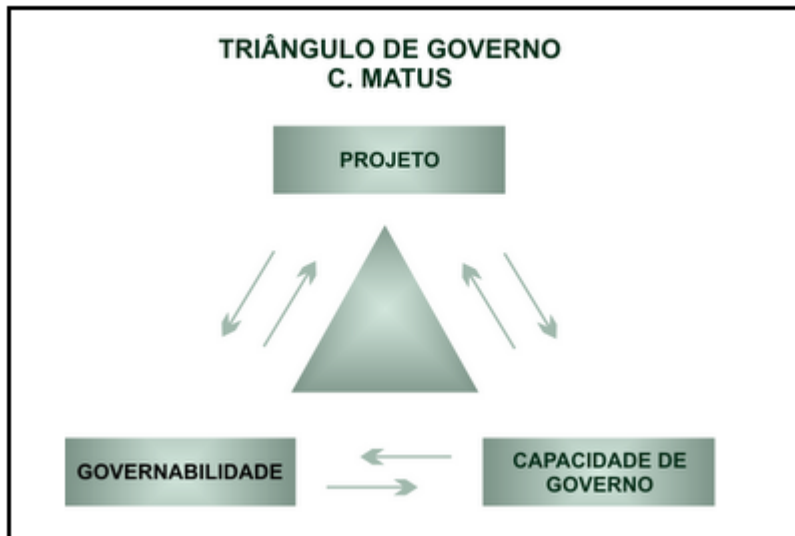 TRIÂNGULO DE GOVERNO
C. MATUS
PROJETO
GOVERNABILIDADE
CAPACIDADE DE
GOVERNO